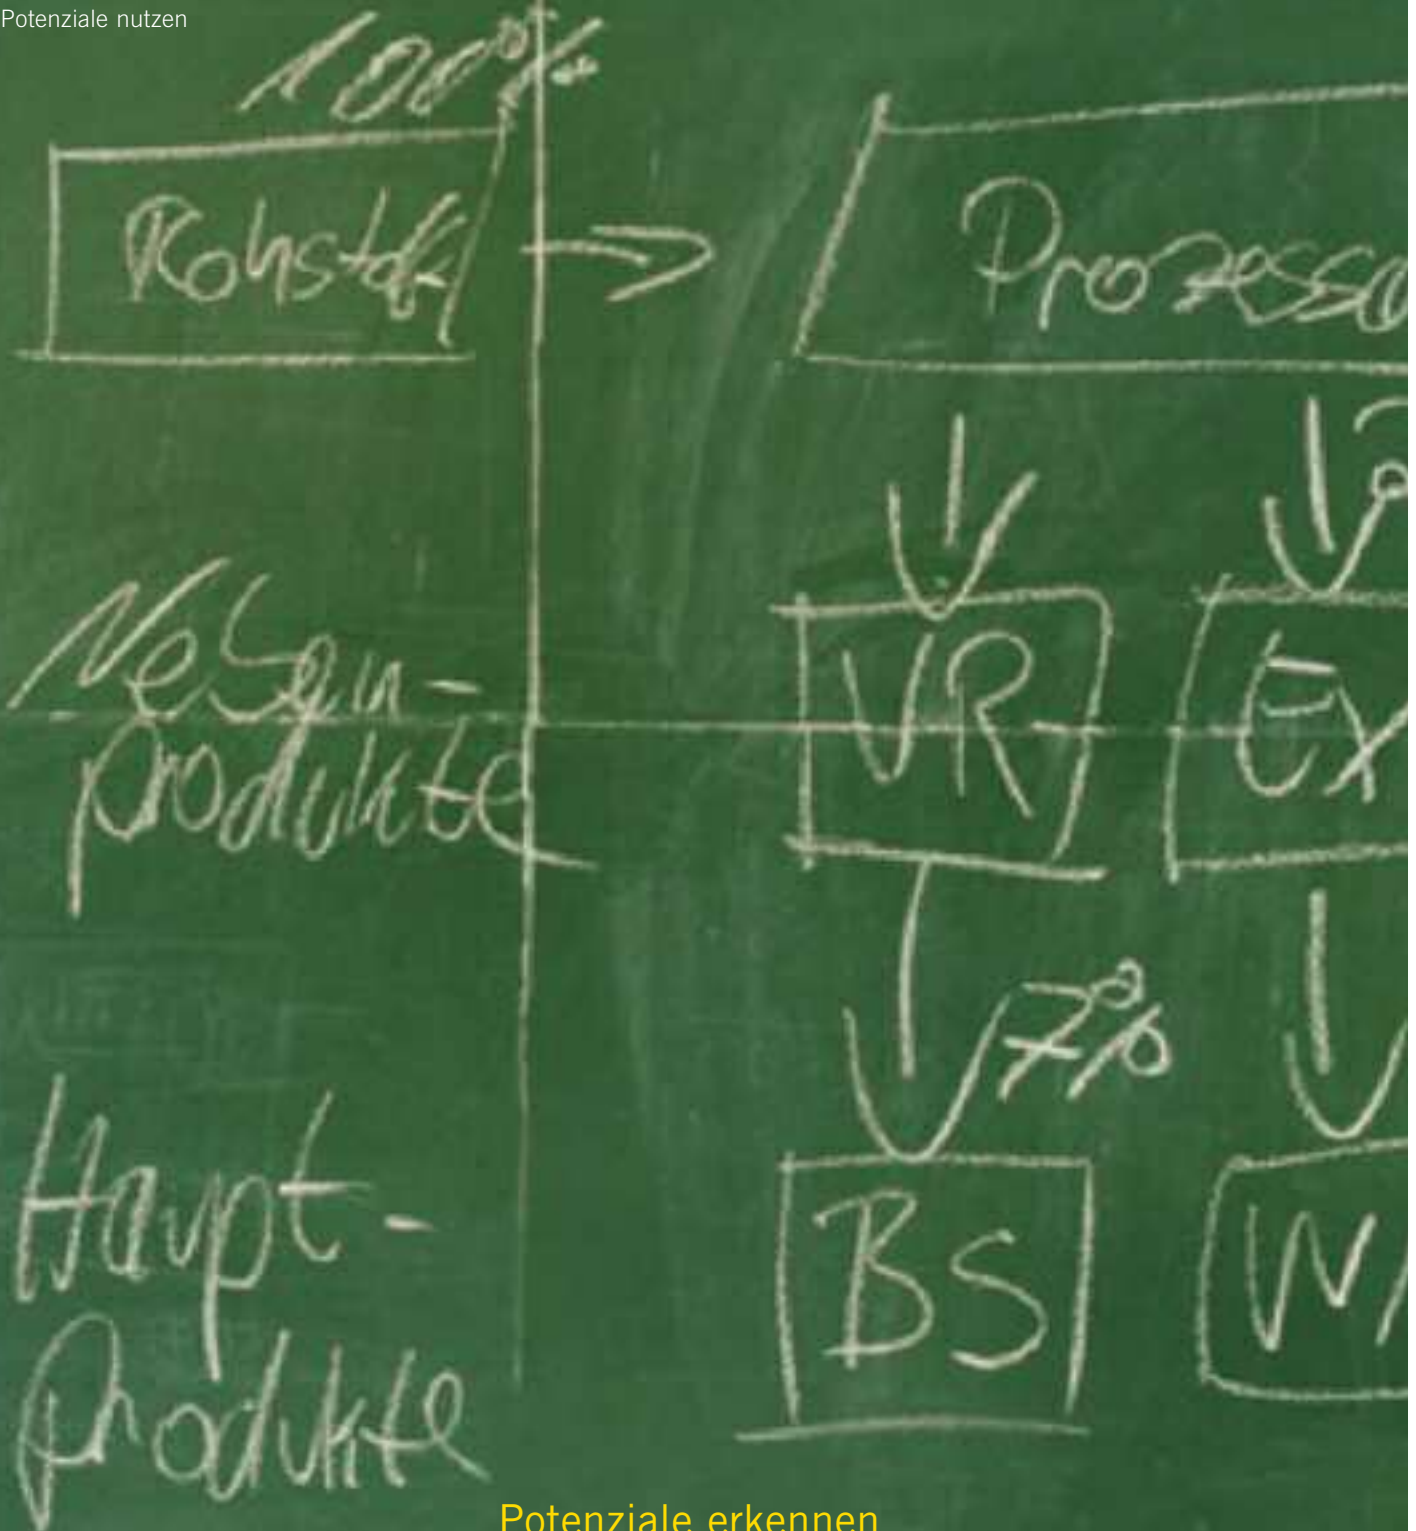 Potenziale nutzen
100%
Rohstoff
Prozesse
Neben-
produkte
VR
Ex
7%
Haupt-
produkte
BS
Potenziale erkennen